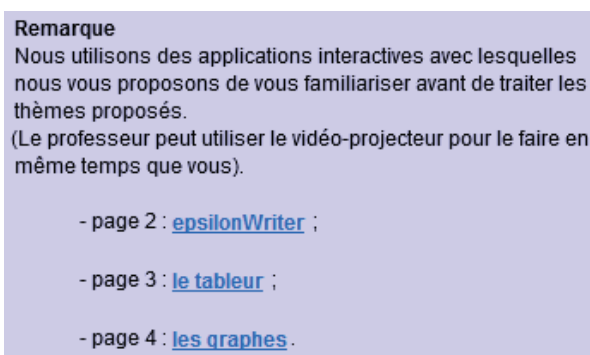 Remarque
Nous utilisons des applications interactives avec lesquelles
nous vous proposons de vous familiariser avant de traiter les
thèmes proposés.
(Le professeur peut utiliser le vidéo-projecteur pour le faire en
même temps que vous).
- page 2 : epsilonWriter ;
- page 3 : le tableur ;
- page 4 : les graphes.